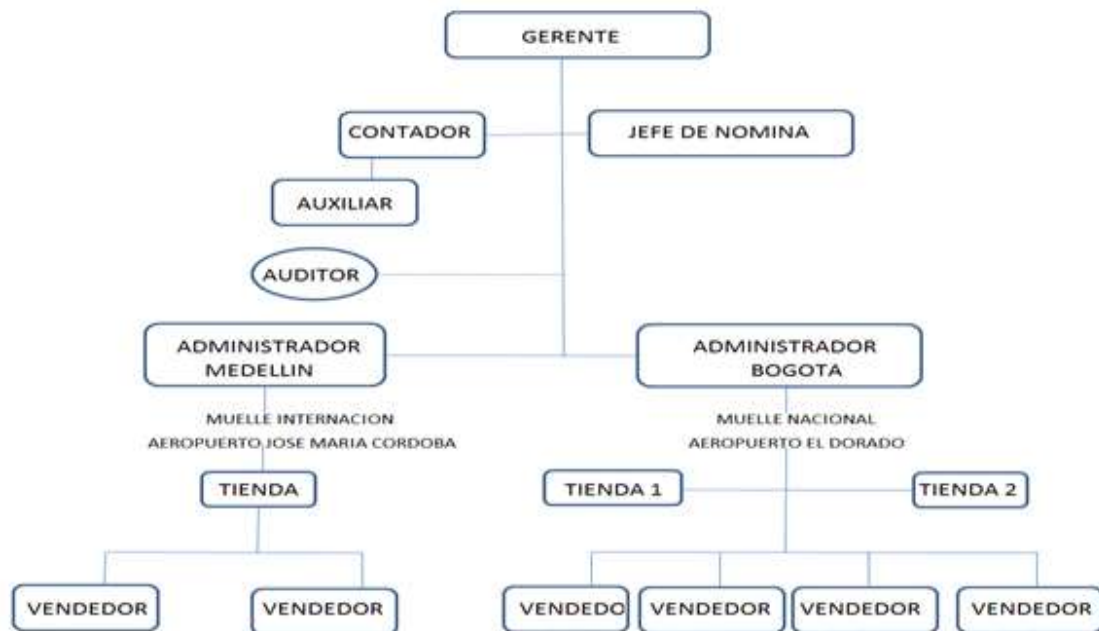 GERENTE
CONTADOR
JEFE DE NOMINA
AUXILIAR
AUDITOR
ADMINISTRADOR
MEDELLIN
ADMINISTRADOR
BOGOTA
MUELLE INTERNACION
AEROPUERTO JOSE MARIA CORDOBA
MUELLE NACIONAL
AEROPUERTO EL DORADO
TIENDA
TIENDA 1
TIENDA 2
VENDEDOR
VENDEDOR
VENDEDO
VENDEDOR
VENDEDOR
VENDEDOR